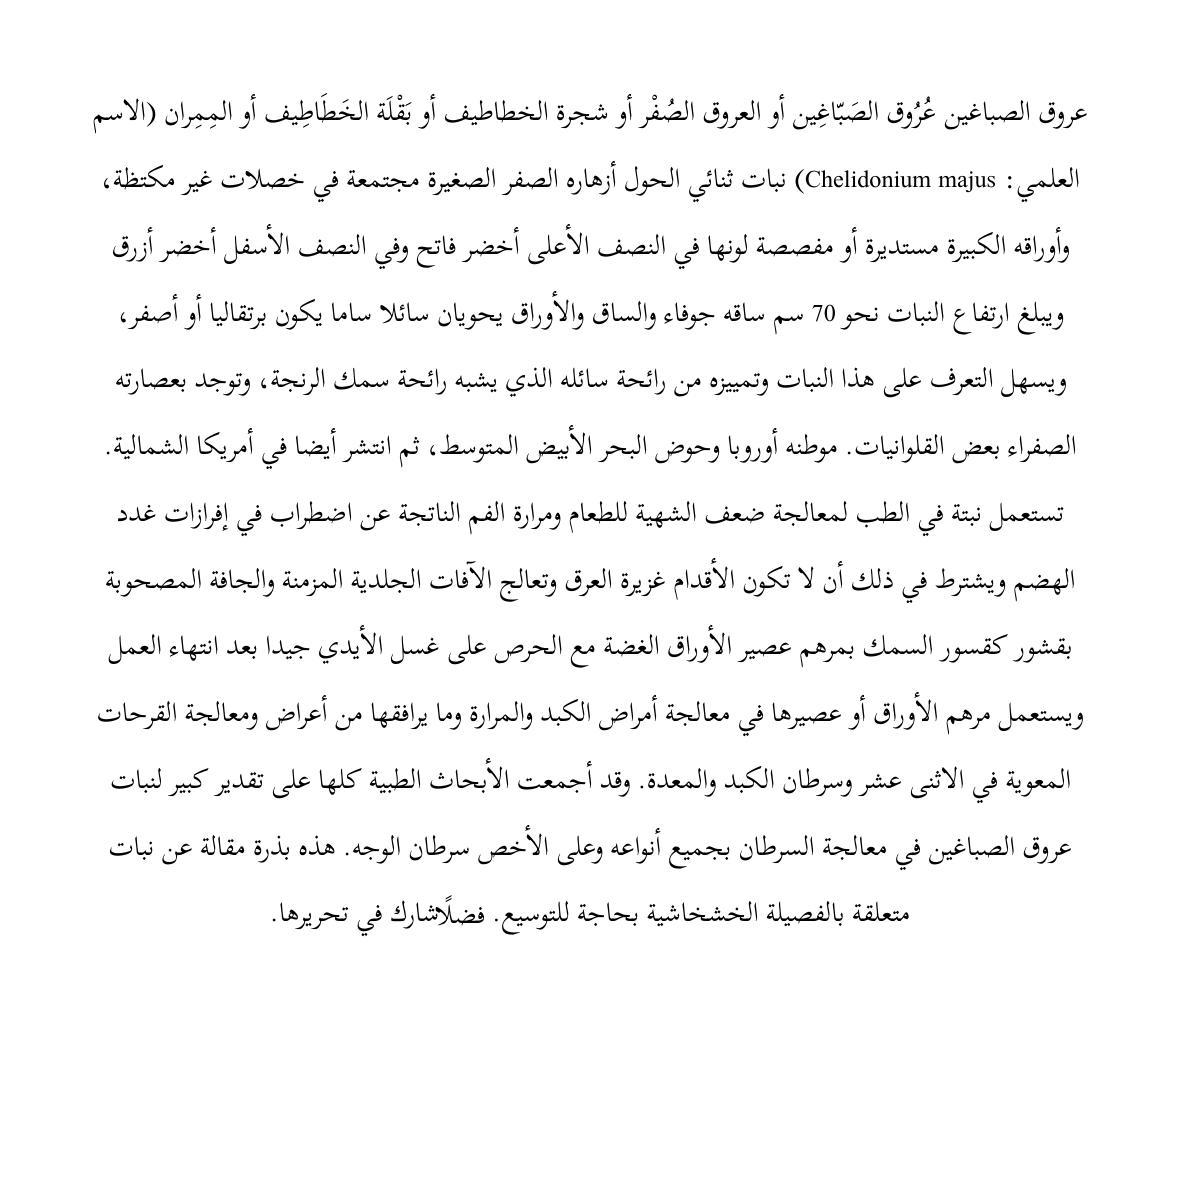 عروق الصباغين عُرُوق الصَبّاغِين أو العروق الصُفْر أو شجرة الخطاطيف أو بَقْلَة الخَطَاطِيف أو المِمِران (الاسم
العلمي: Chelidonium majus) نبات ثنائي الحول أزهاره الصفر الصغيرة مجتمعة في خصلات غير مكتظة،
وأوراقه الكبيرة مستديرة أو مفصصة لونها في النصف الأعلى أخضر فاتح وفي النصف الأسفل أخضر أزرق
ويبلغ ارتفاع النبات نحو 70 سم ساقه جوفاء والساق والأوراق يحويان سائلا ساما يكون برتقاليا أو أصفر،
ويسهل التعرف على هذا النبات وتمييزه من رائحة سائله الذي يشبه رائحة سمك الرنجة، وتوجد بعصارته
الصفراء بعض القلوانيات. موطنه أوروبا وحوض البحر الأبيض المتوسط، ثم انتشر أيضا في أمريكا الشمالية.
تستعمل نبتة في الطب لمعالجة ضعف الشهية للطعام ومرارة الفم الناتجة عن اضطراب في إفرازات غدد
الهضم ويشترط في ذلك أن لا تكون الأقدام غزيرة العرق وتعالج الآفات الجلدية المزمنة والجافة المصحوبة
بقشور كقسور السمك بمرهم عصير الأوراق الغضة مع الحرص على غسل الأيدي جيدا بعد انتهاء العمل
ويستعمل مرهم الأوراق أو عصيرها في معالجة أمراض الكبد والمرارة وما يرافقها من أعراض ومعالجة القرحات
المعوية في الاثنى عشر وسرطان الكبد والمعدة. وقد أجمعت الأبحاث الطبية كلها على تقدير كبير لنبات
عروق الصباغين في معالجة السرطان بجميع أنواعه وعلى الأخص سرطان الوجه. هذه بذرة مقالة عن نبات
متعلقة بالفصيلة الخشخاشية بحاجة للتوسيع. فضلًاشارك في تحريرها.